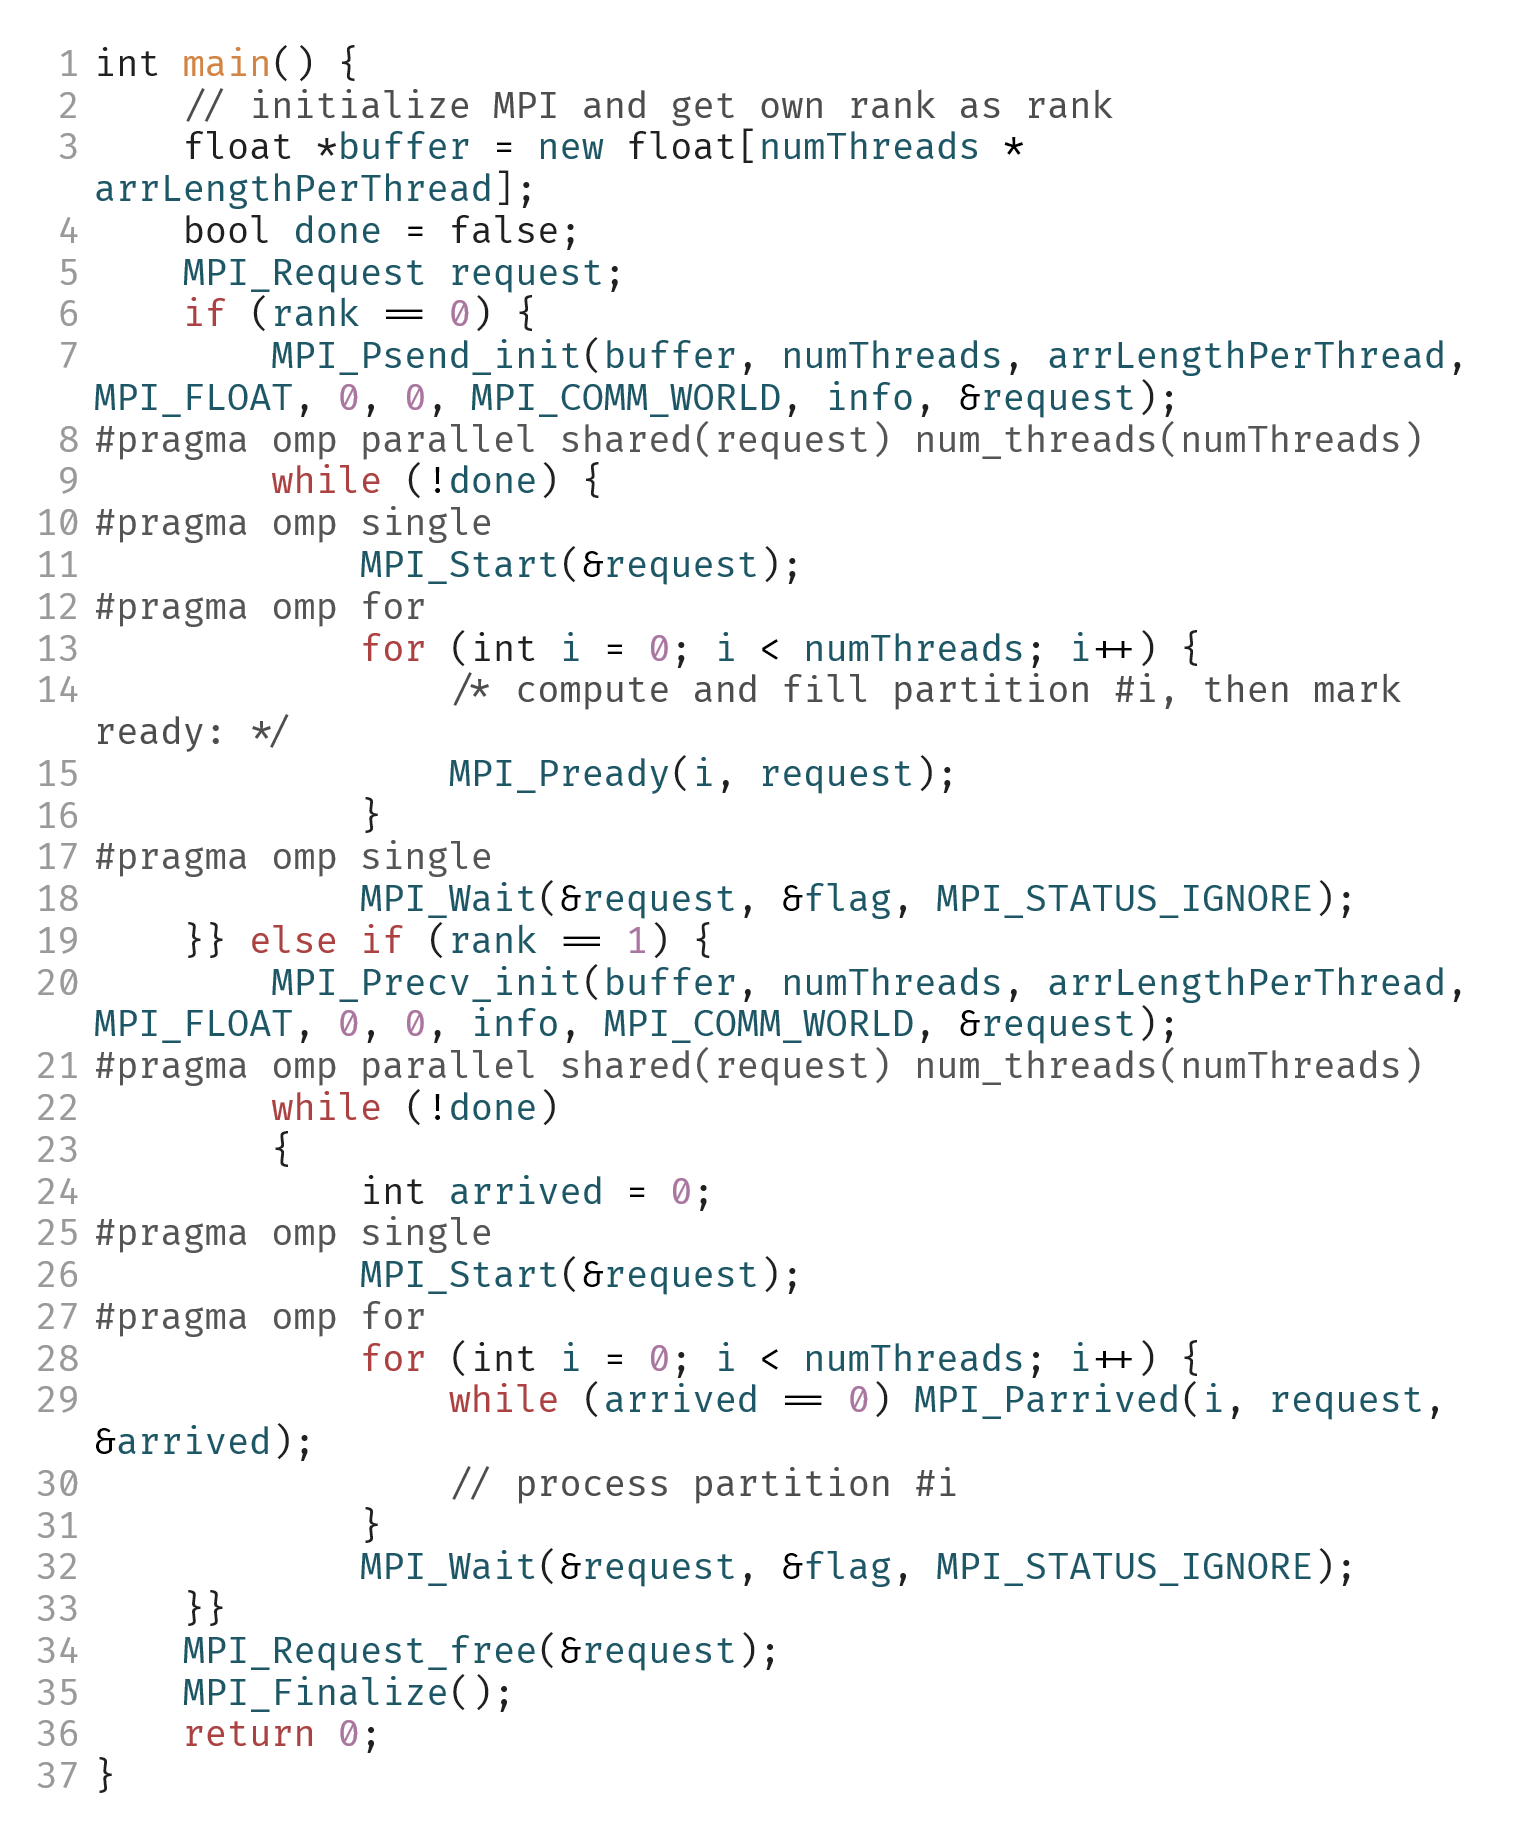 1 int main() {
2     // initialize MPI and get own rank as rank
3     float *buffer = new float[numThreads *
arrLengthPerThread];
4     bool done = false;
5     MPI_Request request;
6     if (rank == 0) {
7         MPI_Psend_init(buffer, numThreads, arrLengthPerThread,
MPI_FLOAT, 0, 0, MPI_COMM_WORLD, info, &request);
8 #pragma omp parallel shared(request) num_threads(numThreads)
9         while (!done) {
10 #pragma omp single
11             MPI_Start(&request);
12 #pragma omp for
13             for (int i = 0; i < numThreads; i++) {
14                 /* compute and fill partition #i, then mark
ready: */
15                 MPI_Pready(i, request);
16             }
17 #pragma omp single
18             MPI_Wait(&request, &flag, MPI_STATUS_IGNORE);
19     }} else if (rank == 1) {
20         MPI_Precv_init(buffer, numThreads, arrLengthPerThread,
MPI_FLOAT, 0, 0, info, MPI_COMM_WORLD, &request);
21 #pragma omp parallel shared(request) num_threads(numThreads)
22         while (!done)
23         {
24             int arrived = 0;
25 #pragma omp single
26             MPI_Start(&request);
27 #pragma omp for
28             for (int i = 0; i < numThreads; i++) {
29                 while (arrived == 0) MPI_Parrived(i, request,
&arrived);
30                 // process partition #i
31             }
32             MPI_Wait(&request, &flag, MPI_STATUS_IGNORE);
33     }}
34     MPI_Request_free(&request);
35     MPI_Finalize();
36     return 0;
37 }